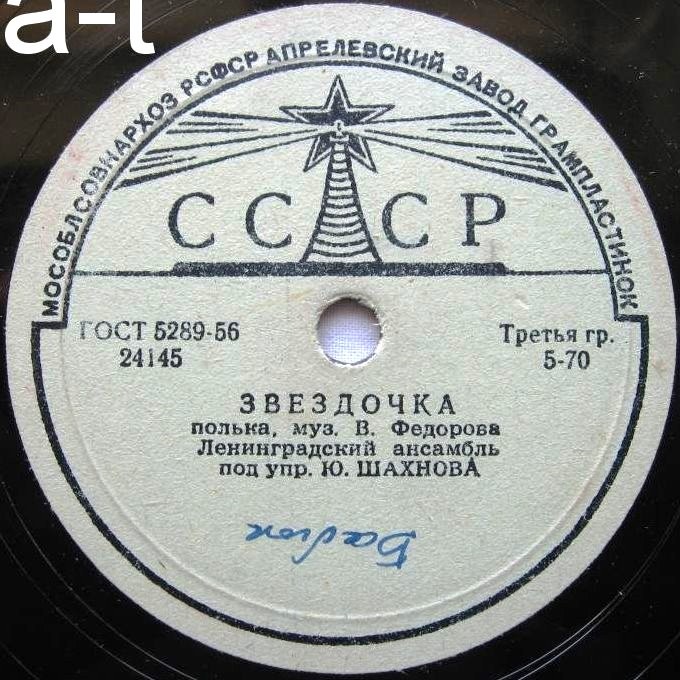 a-t
МОСОБЛСОВНАРХОЗ РСФСР АПРЕЛЕВСКИЙ ЗАВОД ГРАМПЛАСТИНОК
СССР
ГОСТ 5289-56
24145
Третья гр.
5-70
ЗВЕЗДОЧКА
полька, муз. В. Федорова
Ленинградский ансамбль
под упр. Ю. ШАХНОВА